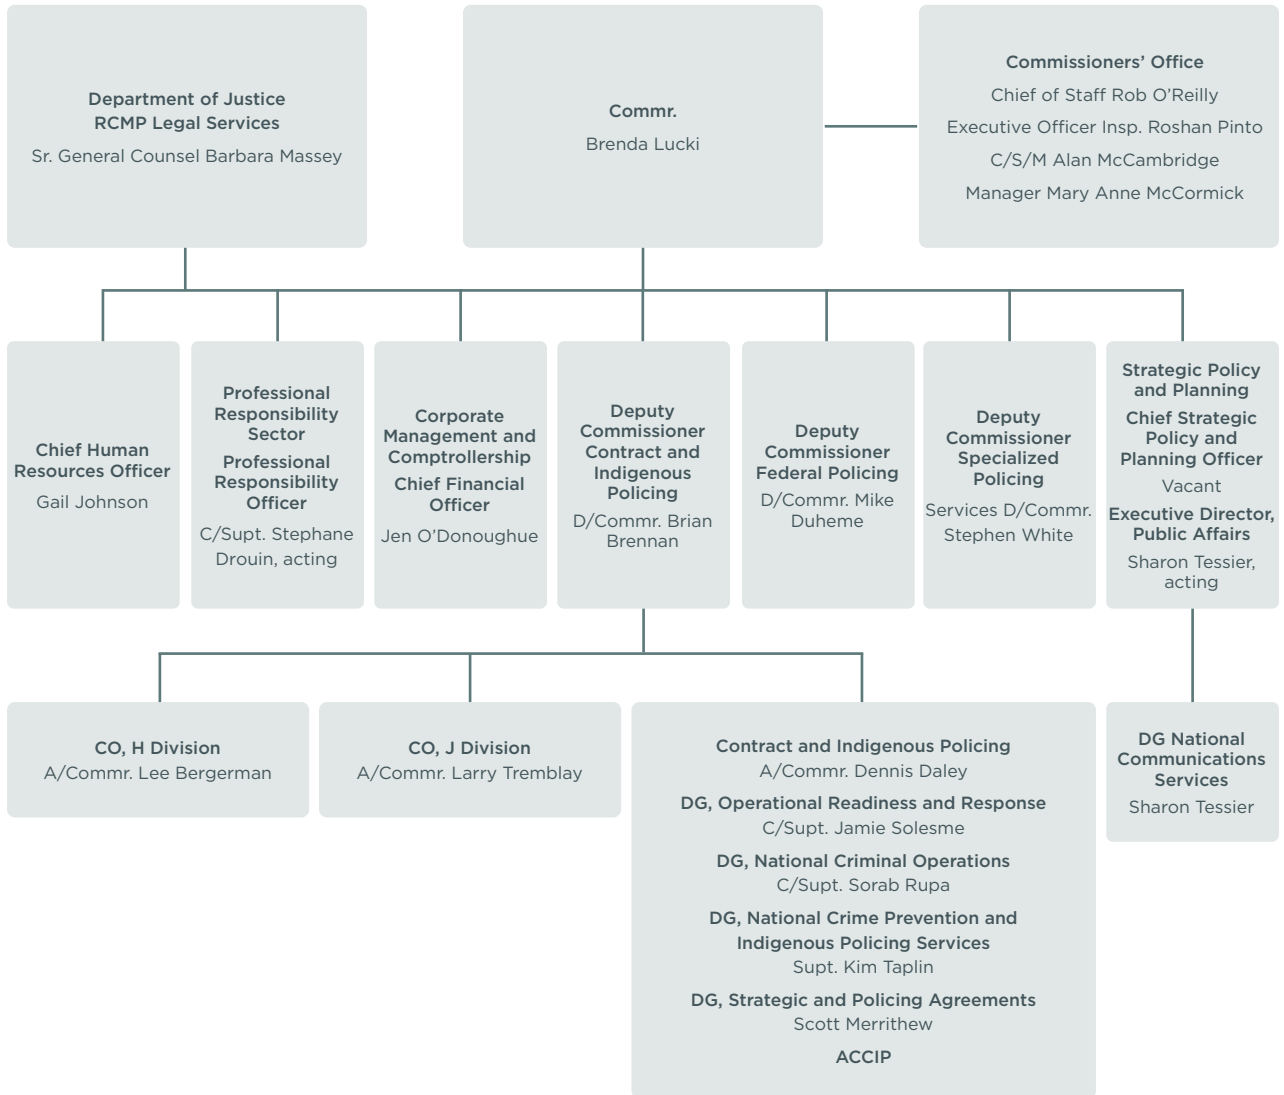 Department of Justice
RCMP Legal Services
Sr. General Counsel Barbara Massey
Commr.
Brenda Lucki
Commissioners’ Office
Chief of Staff Rob O’Reilly
Executive Officer Insp. Roshan Pinto
C/S/M Alan McCambridge
Manager Mary Anne McCormick
Chief Human
Resources Officer
Gail Johnson
Professional
Responsibility
Sector
Professional
Responsibility
Officer
C/Supt. Stephane
Drouin, acting
Corporate
Management and
Comptrollership
Chief Financial
Officer
Jen O’Donoughue
Deputy
Commissioner
Contract and
Indigenous
Policing
D/Commr. Brian
Brennan
Deputy
Commissioner
Federal Policing
D/Commr. Mike
Duheme
Deputy
Commissioner
Specialized
Policing
Services D/Commr.
Stephen White
Strategic Policy
and Planning
Chief Strategic
Policy and
Planning Officer
Vacant
Executive Director,
Public Affairs
Sharon Tessier,
acting
CO, H Division
A/Commr. Lee Bergerman
CO, J Division
A/Commr. Larry Tremblay
Contract and Indigenous Policing
A/Commr. Dennis Daley
DG, Operational Readiness and Response
C/Supt. Jamie Solesme
DG, National Criminal Operations
C/Supt. Sorab Rupa
DG, National Crime Prevention and
Indigenous Policing Services
Supt. Kim Taplin
DG, Strategic and Policing Agreements
Scott Merrithew
ACCIP
DG National
Communications
Services
Sharon Tessier